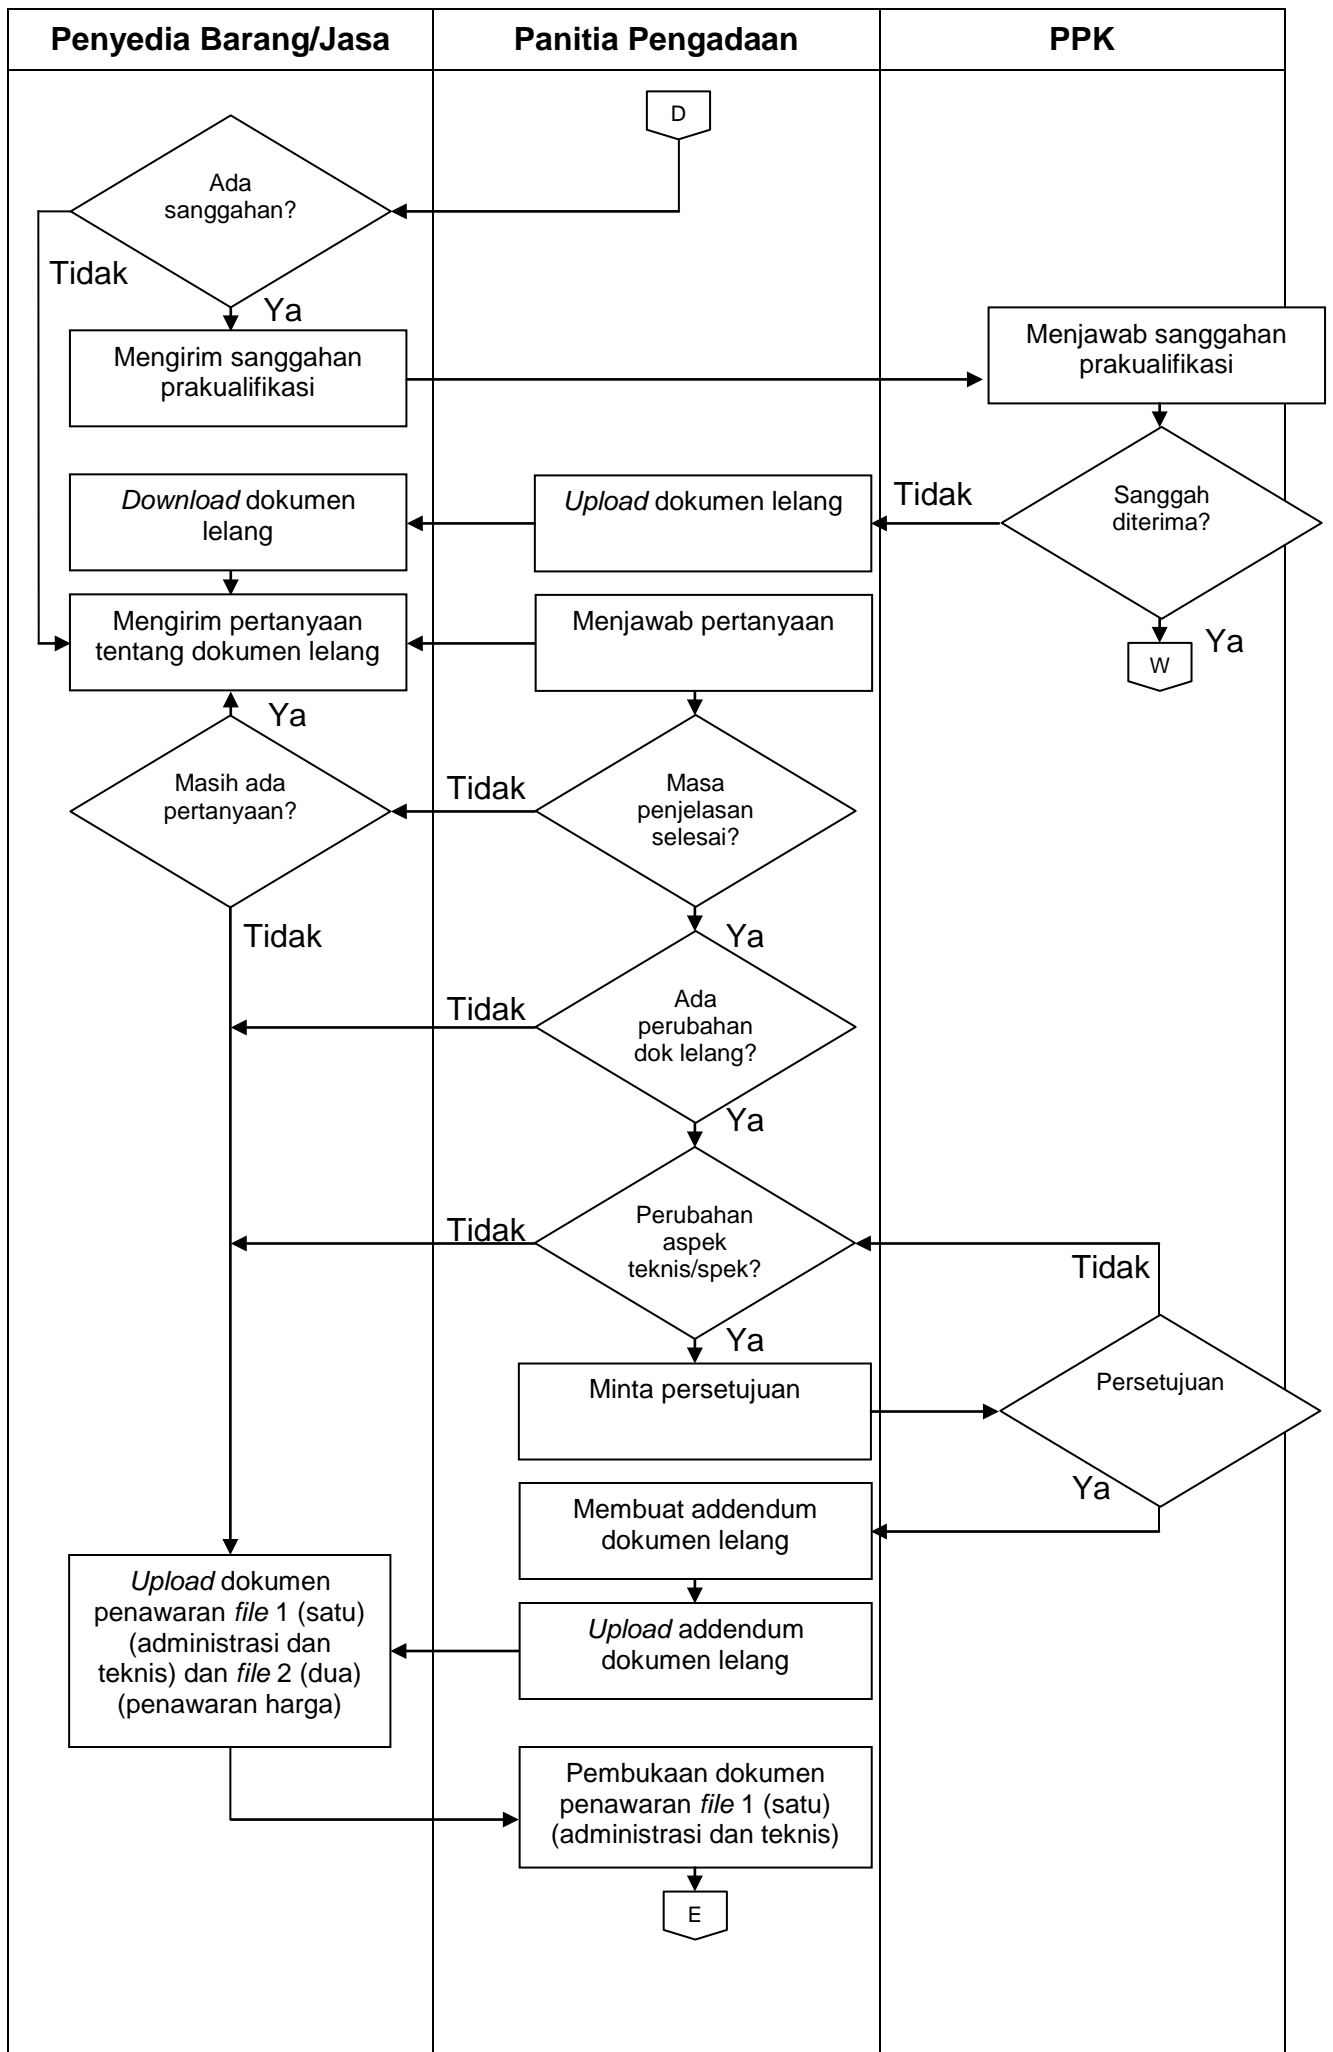 Penyedia Barang/Jasa
Panitia Pengadaan
PPK
D
Ada
sanggahan?
Tidak
Ya
Mengirim sanggahan
prakualifikasi
Menjawab sanggahan
prakualifikasi
Download dokumen
lelang
Upload dokumen lelang
Tidak
Sanggah
diterima?
Mengirim pertanyaan
tentang dokumen lelang
Menjawab pertanyaan
Ya
W
Ya
Masih ada
pertanyaan?
Tidak
Masa
penjelasan
selesai?
Tidak
Ya
Tidak
Ada
perubahan
dok lelang?
Ya
Tidak
Perubahan
aspek
teknis/spek?
Tidak
Ya
Minta persetujuan
Persetujuan
Ya
Membuat addendum
dokumen lelang
Upload dokumen
penawaran file 1 (satu)
(administrasi dan
teknis) dan file 2 (dua)
(penawaran harga)
Upload addendum
dokumen lelang
Pembukaan dokumen
penawaran file 1 (satu)
(administrasi dan teknis)
E